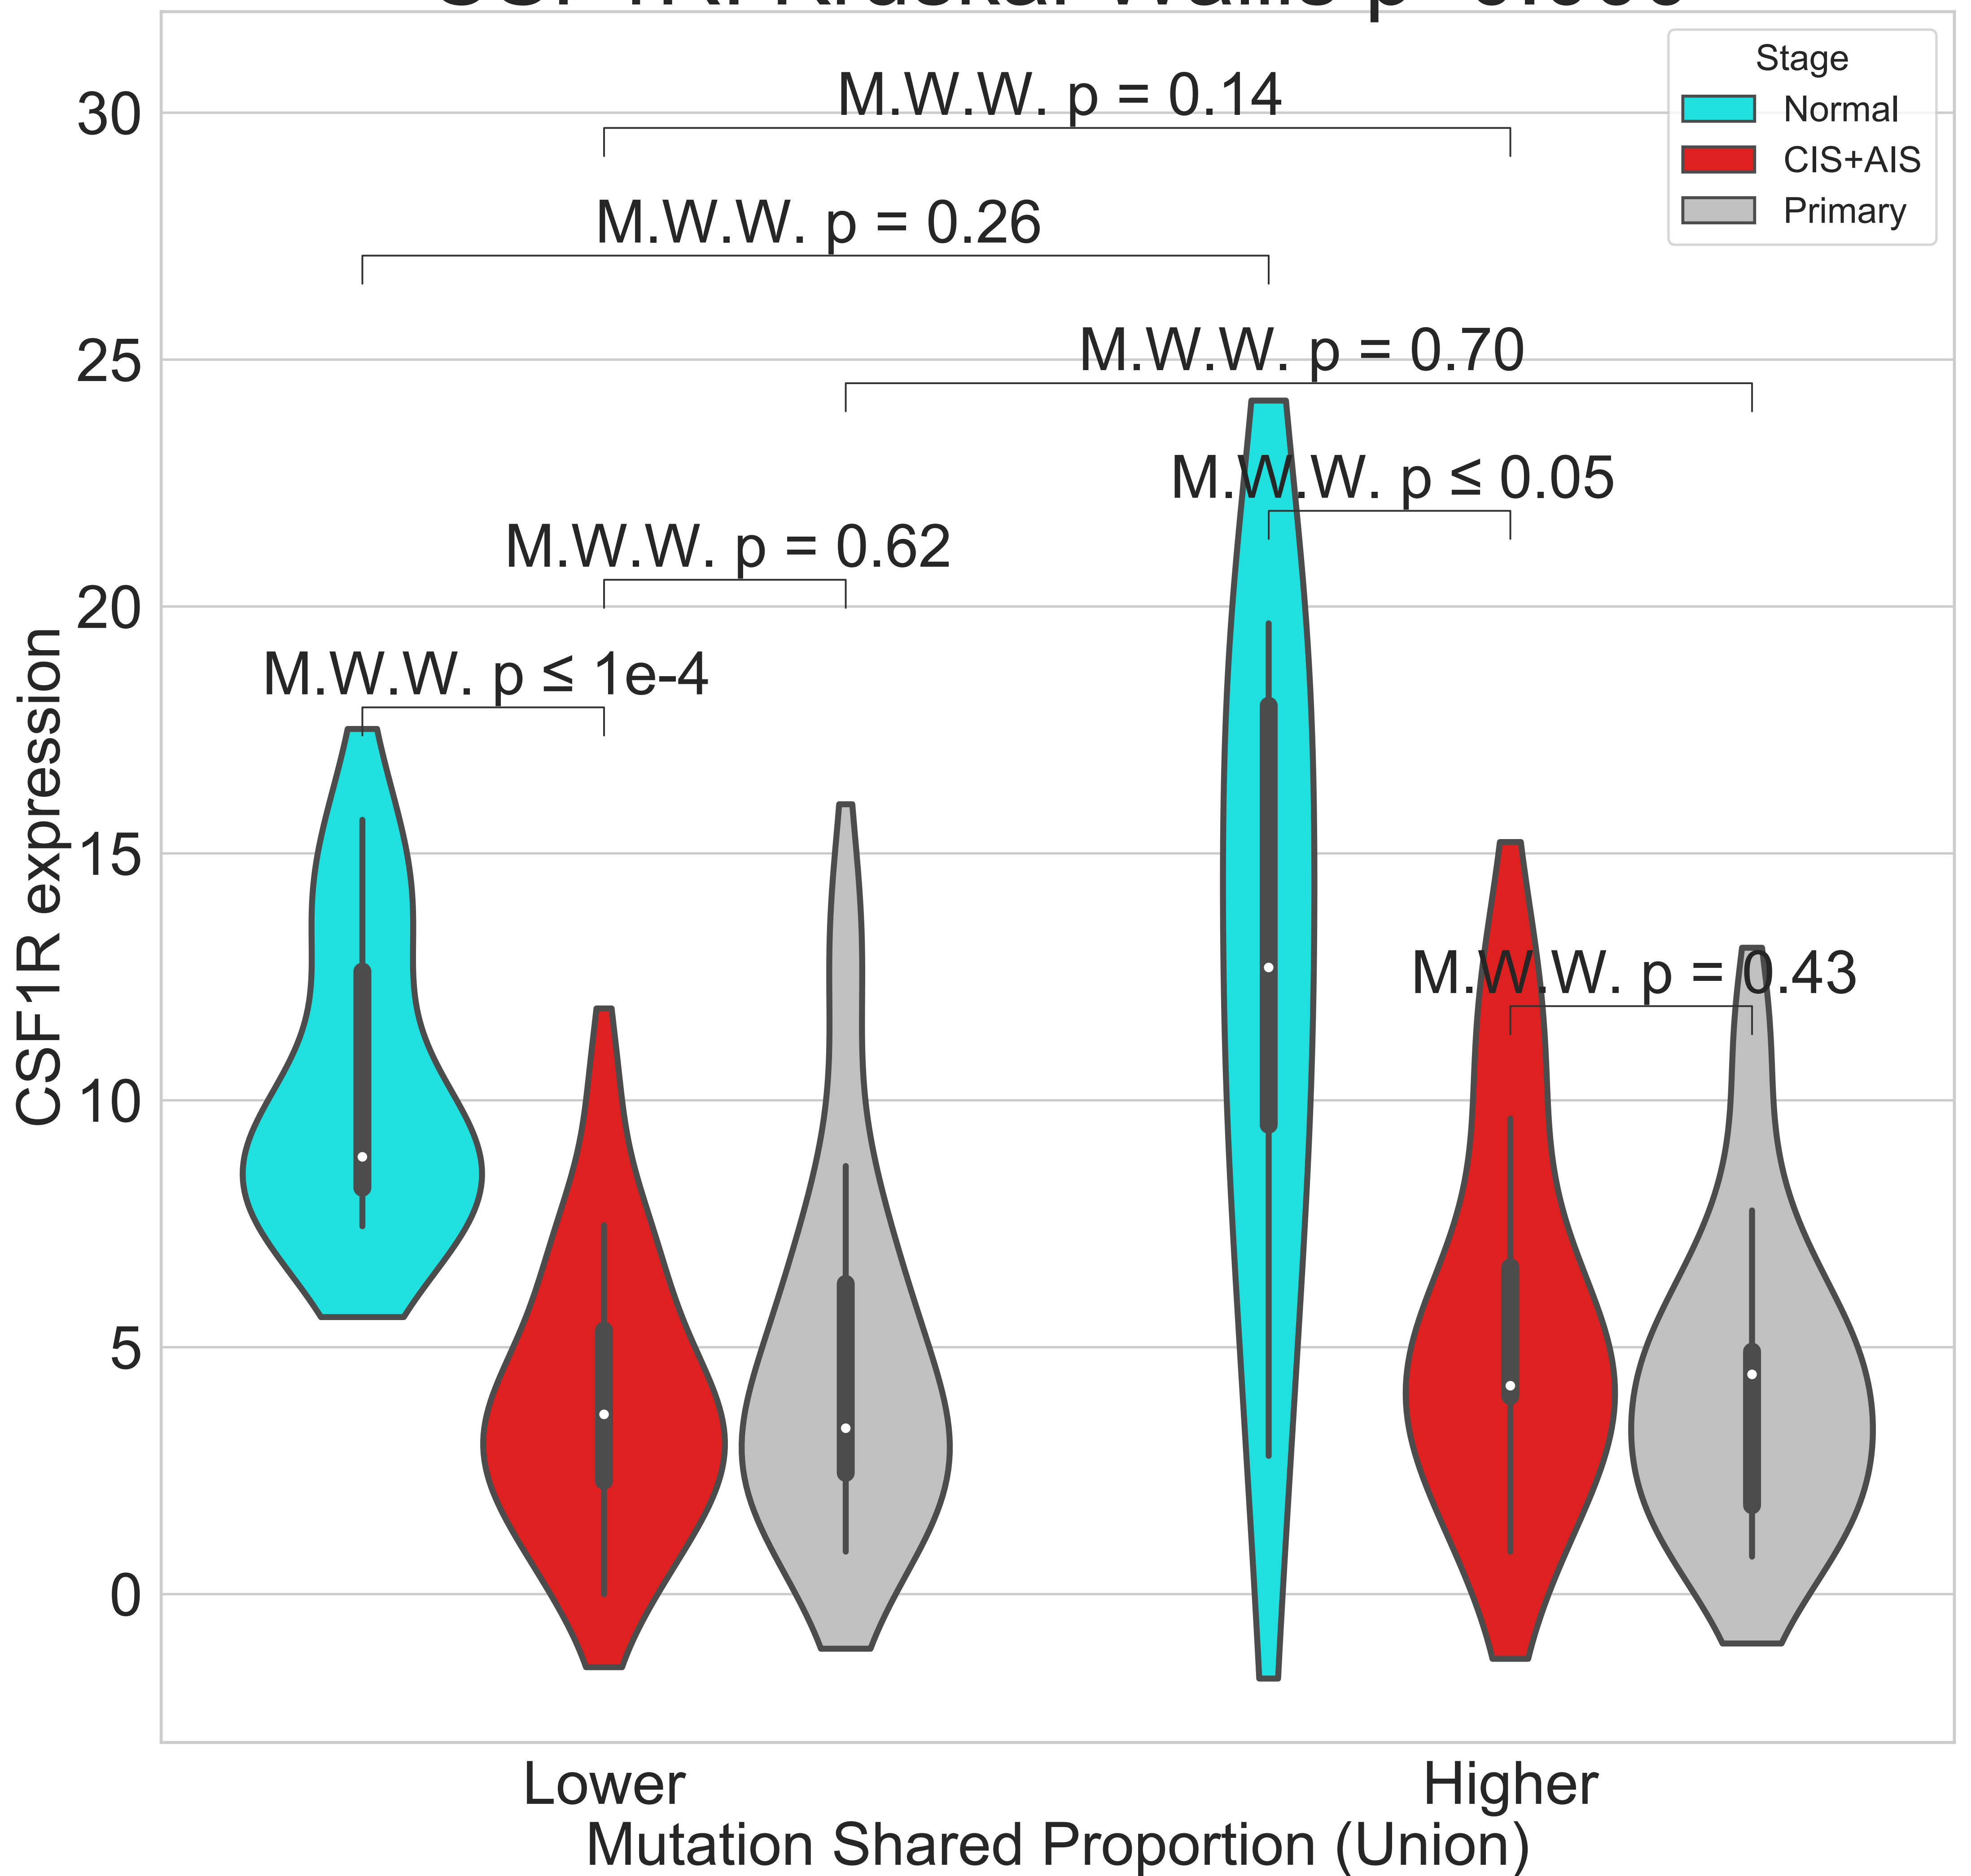 Stage
Normal
CIS+AIS
Primary
M.W.W. p = 0.14
M.W.W. p = 0.26
M.W.W. p = 0.70
M.W.W. p ≤ 0.05
M.W.W. p = 0.62
M.W.W. p ≤ 1e-4
M.W.W. p = 0.43
30
25
20
15
10
5
0
CSF1R expression
Lower
Higher
Mutation Shared Proportion (Union)